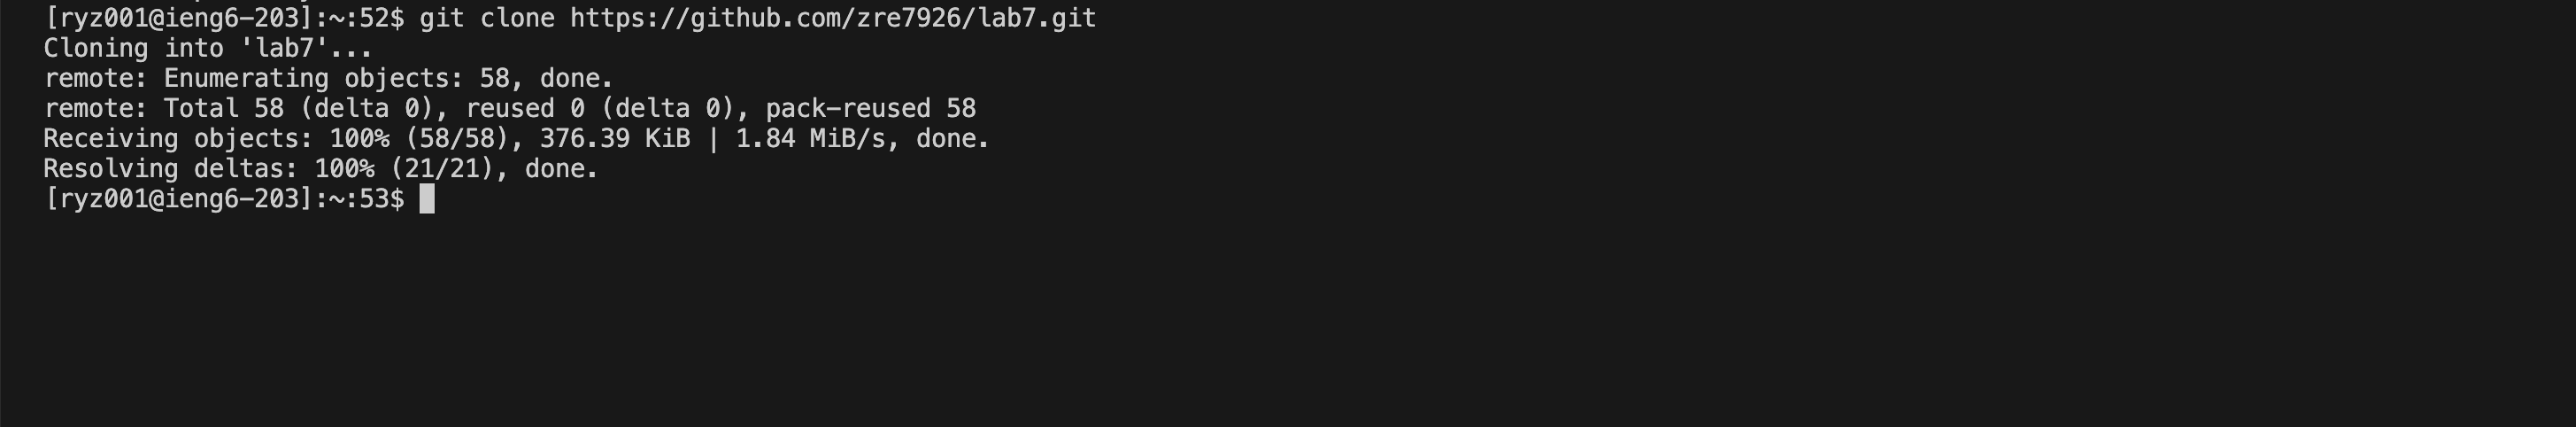 [ryz001@ieng6-203]:~:52$ git clone https://github.com/zre7926/lab7.git
Cloning into 'lab7'...
remote: Enumerating objects: 58, done.
remote: Total 58 (delta 0), reused 0 (delta 0), pack-reused 58
Receiving objects: 100% (58/58), 376.39 KiB | 1.84 MiB/s, done.
Resolving deltas: 100% (21/21), done.
[ryz001@ieng6-203]:~:53$